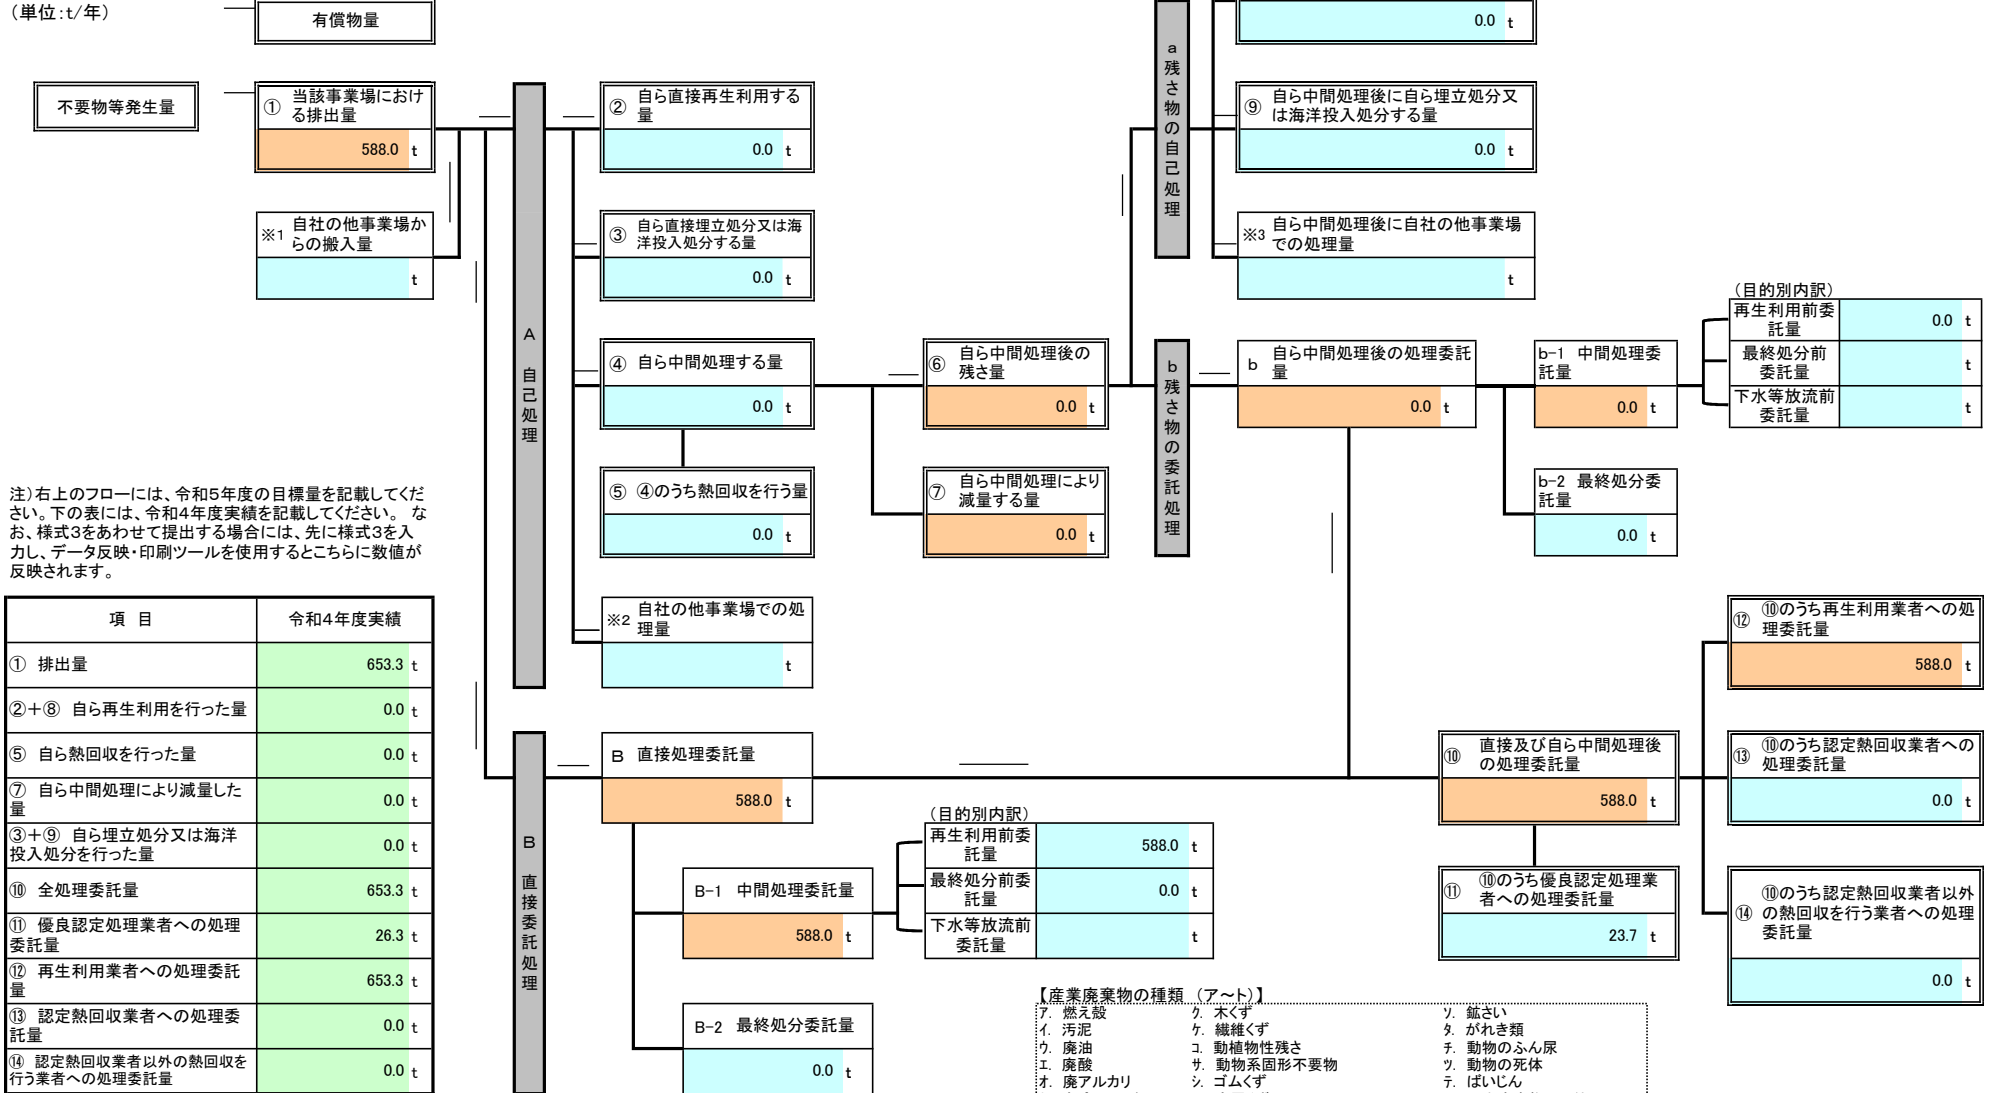 (単位:t/年)
有償物量
0.0 t
不要物等発生量
① 当該事業場におけ
る排出量
588.0 t
※1 自社の他事業場か
らの搬入量
t
A 自己処理
② 自ら直接再生利用する
量
0.0 t
③ 自ら直接埋立処分又は海
洋投入処分する量
0.0 t
④ 自ら中間処理する量
0.0 t
⑤ ④のうち熱回収を行う量
0.0 t
※2 自社の他事業場での処
理量
t
⑥ 自ら中間処理後の
残さ量
0.0 t
⑦ 自ら中間処理により
減量する量
0.0 t
a 残さ物の自己処理
⑨ 自ら中間処理後に自ら埋立処分又
は海洋投入処分する量
0.0 t
※3 自ら中間処理後に自社の他事業場
での処理量
t
b 残さ物の委託処理
b 自ら中間処理後の処理委託
量
0.0 t
b-1 中間処理委
託量
0.0 t
b-2 最終処分委
託量
0.0 t
(目的別内訳)
再生利用前委
託量
0.0 t
最終処分前
委託量
t
下水等放流前
委託量
t
注)右上のフローには、令和5年度の目標量を記載してくだ
さい。下の表には、令和4年度実績を記載してください。 な
お、様式3をあわせて提出する場合には、先に様式3を入
力し、データ反映・印刷ツールを使用するとこちらに数値が
反映されます。
項 目 令和4年度実績
① 排出量 653.3 t
②+⑧ 自ら再生利用を行った量 0.0 t
⑤ 自ら熱回収を行った量 0.0 t
⑦ 自ら中間処理により減量した
量 0.0 t
③+⑨ 自ら埋立処分又は海洋
投入処分を行った量 0.0 t
⑩ 全処理委託量 653.3 t
⑪ 優良認定処理業者への処理
委託量 26.3 t
⑫ 再生利用業者への処理委託
量 653.3 t
⑬ 認定熱回収業者への処理委
託量 0.0 t
⑭ 認定熱回収業者以外の熱回収を
行う業者への処理委託量 0.0 t
B 直接委託処理
B 直接処理委託量
588.0 t
B-1 中間処理委託量
588.0 t
B-2 最終処分委託量
0.0 t
(目的別内訳)
再生利用前委
託量
588.0 t
最終処分前委
託量
0.0 t
下水等放流前
委託量
t
⑩ 直接及び自ら中間処理後
の処理委託量
588.0 t
⑪ ⑩のうち優良認定処理業
者への処理委託量
23.7 t
⑫ ⑩のうち再生利用業者への処
理委託量
588.0 t
⑬ ⑩のうち認定熱回収業者への
処理委託量
0.0 t
⑭ ⑩のうち認定熱回収業者以外
の熱回収を行う業者への処理
委託量
0.0 t
【産業廃棄物の種類 (ア~ト)】
ア. 燃え殻 ク. 木くず ソ. 鉱さい
イ. 汚泥 ケ. 繊維くず タ. がれき類
ウ. 廃油 コ. 動植物性残さ チ. 動物のふん尿
エ. 廃酸 サ. 動物系固形不要物 ツ. 動物の死体
オ. 廃アルカリ シ. ゴムくず テ. ばいじん